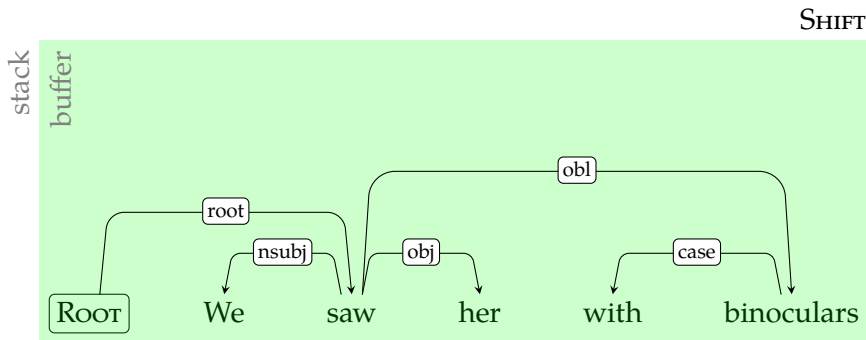 SHIFT
stack
buffer
obl
root
nsubj
obj
case
ROOT We saw her with binoculars